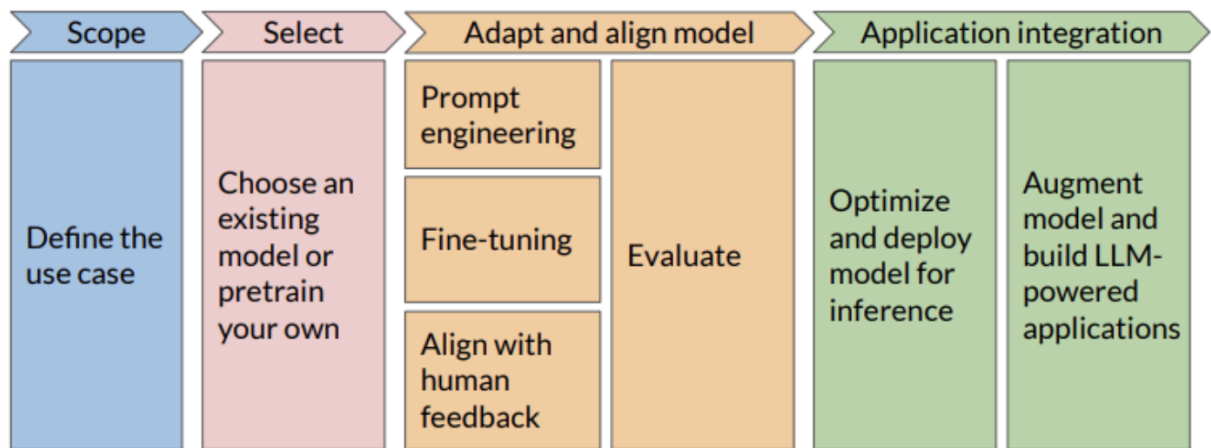 Scope
Select
Adapt and align model
Application integration
Define the
use case
Choose an
existing
model or
pretrain
your own
Prompt
engineering
Fine-tuning
Align with
human
feedback
Evaluate
Optimize
and deploy
model for
inference
Augment
model and
build LLM-
powered
applications